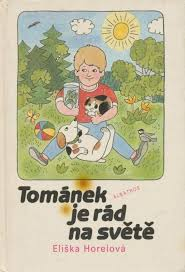 ALBATROS
Tománek
je rád
na světě
Eliška Horelová